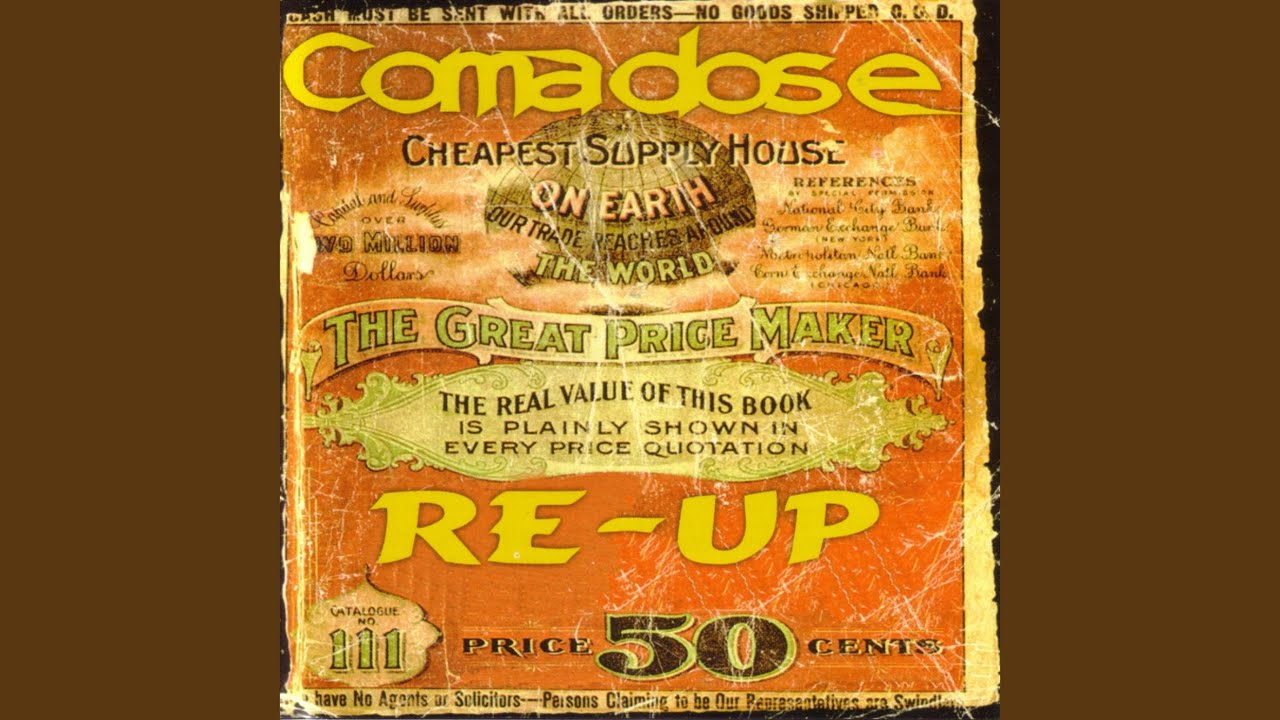 CASH MUST BE SENT WITH ALL ORDERS—NO GOODS SHIPPED C. O. D.
Comadose
CHEAPEST SUPPLY HOUSE
ON EARTH
OUR TRADE REACHES AROUND
THE WORLD
Capital and Surplus
OVER
TWO MILLION
Dollars
REFERENCES
BY SPECIAL PERMISSION
National City Bank
German Exchange Bank
(NEW YORK)
Metropolitan Natl. Bank
Corn Exchange Natl. Bank
(CHICAGO)
THE GREAT PRICE MAKER
THE REAL VALUE OF THIS BOOK
IS PLAINLY SHOWN IN
EVERY PRICE QUOTATION
RE-UP
CATALOGUE
NO.
111
PRICE 50 CENTS
have No Agents or Solicitors—Persons Claiming to be Our Representatives are Swindl